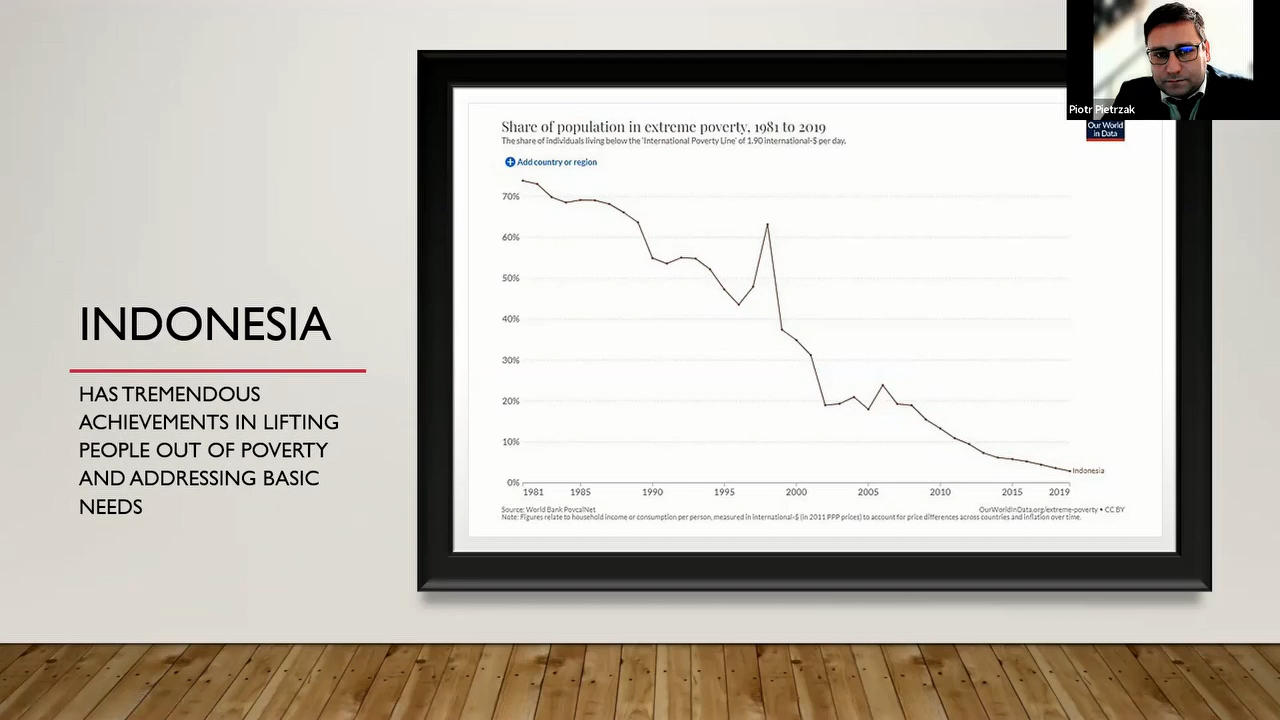 Piotr Pietrzak
Share of population in extreme poverty, 1981 to 2019
The share of individuals living below the 'International Poverty Line' of 1.90 international-$ per day.
Our World
in Data
Add country or region
70%
60%
50%
40%
30%
20%
10%
0%
Indonesia
1981 1985 1990 1995 2000 2005 2010 2015 2019
Source: World Bank PovcalNet
OurWorldInData.org/extreme-poverty • CC BY
Note: Figures relate to household income or consumption per person, measured in international-$ (in 2011 PPP prices) to account for price differences across countries and inflation over time.
INDONESIA
HAS TREMENDOUS
ACHIEVEMENTS IN LIFTING
PEOPLE OUT OF POVERTY
AND ADDRESSING BASIC
NEEDS